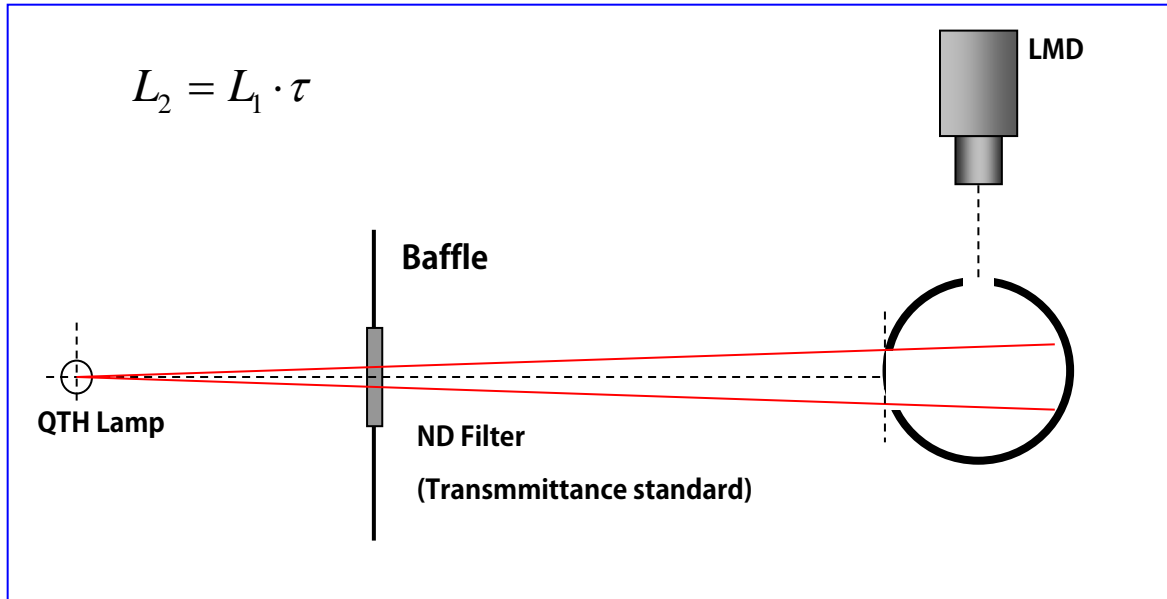 LMD
L₂ = L₁ · τ
Baffle
QTH Lamp
ND Filter
(Transmmittance standard)